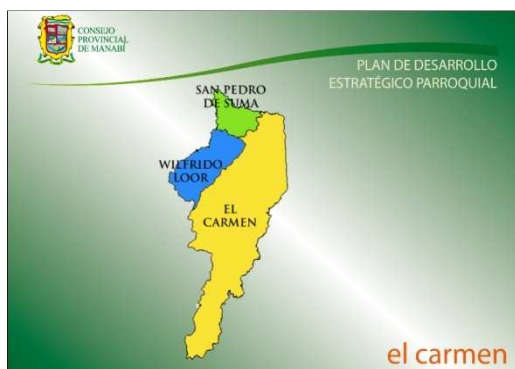 CONSEJO
PROVINCIAL
DE MANABÍ
PLAN DE DESARROLLO
ESTRATÉGICO PARROQUIAL
SAN PEDRO
DE SUMA
WILFRIDO
LOOR
EL
CARMEN
el carmen